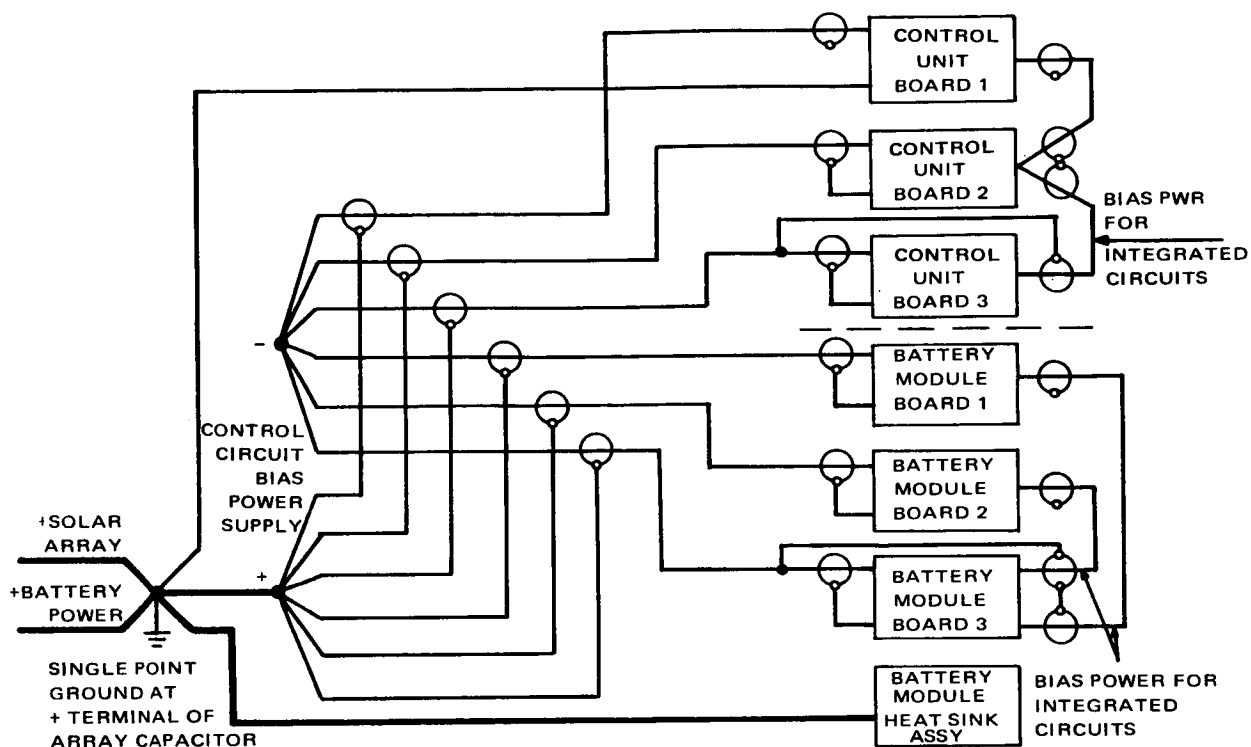 CONTROL
UNIT
BOARD 1
CONTROL
UNIT
BOARD 2
BIAS PWR
FOR
INTEGRATED
CIRCUITS
CONTROL
UNIT
BOARD 3
-
BATTERY
MODULE
BOARD 1
CONTROL
CIRCUIT
BIAS
POWER
SUPPLY
BATTERY
MODULE
BOARD 2
+SOLAR
ARRAY
+
+BATTERY
POWER
BATTERY
MODULE
BOARD 3
SINGLE POINT
GROUND AT
+ TERMINAL OF
ARRAY CAPACITOR
BATTERY
MODULE
HEAT SINK
ASSY
BIAS POWER FOR
INTEGRATED
CIRCUITS